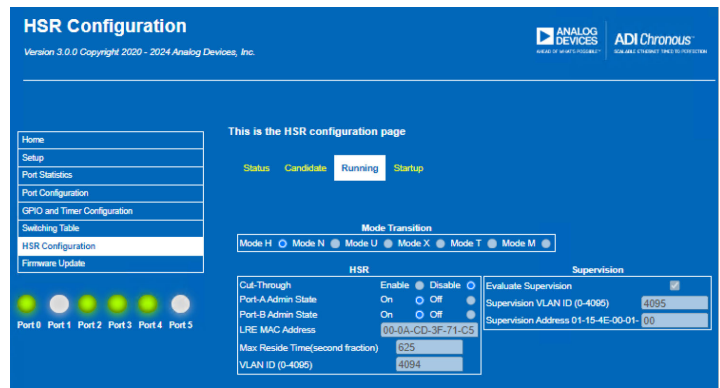 HSR Configuration
Version 3.0.0 Copyright 2020 - 2024 Analog Devices, Inc.
ANALOG
DEVICES
AHEAD OF WHAT'S POSSIBLE™
ADI Chronous™
SCALABLE ETHERNET TIMED TO PERFECTION
This is the HSR configuration page
Home
Setup
Port Statistics
Port Configuration
GPIO and Timer Configuration
Switching Table
HSR Configuration
Firmware Update
Port 0 Port 1 Port 2 Port 3 Port 4 Port 5
Status Candidate Running Startup
Mode Transition
Mode H Mode N Mode U Mode X Mode T Mode M
HSR
Cut-Through Enable Disable
Port-A Admin State On Off
Port-B Admin State On Off
LRE MAC Address 00-0A-CD-3F-71-C5
Max Reside Time(second fraction) 625
VLAN ID (0-4095) 4094
Supervision
Evaluate Supervision
Supervision VLAN ID (0-4095) 4095
Supervision Address 01-15-4E-00-01- 00